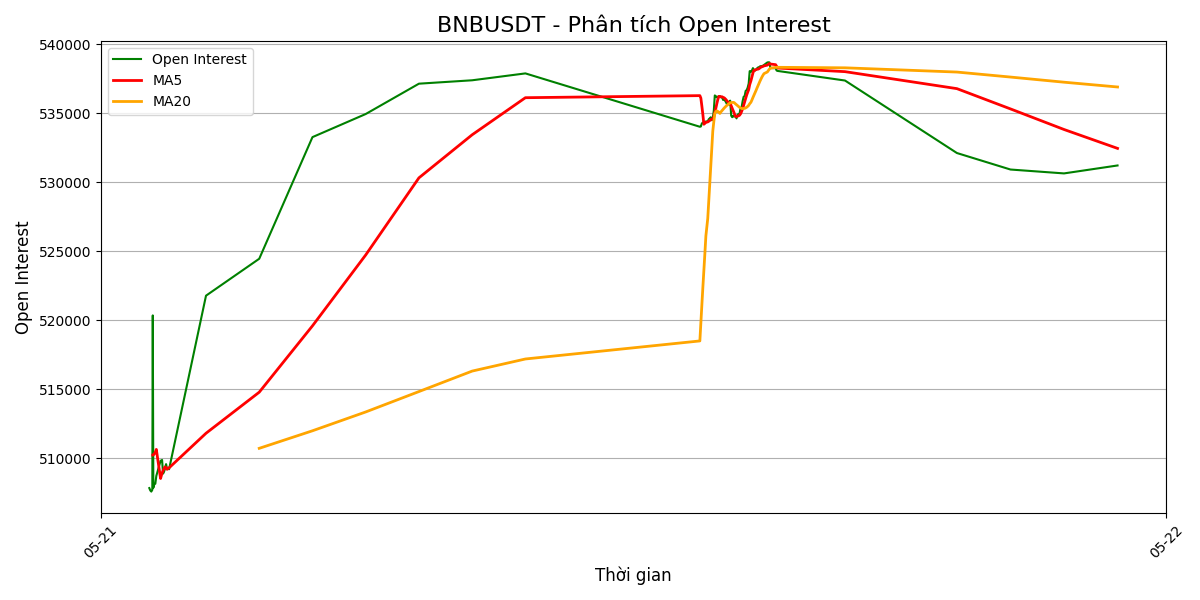 BNBUSDT - Phân tích Open Interest
Open Interest
MA5
MA20
540000
535000
530000
525000
520000
515000
510000
Open Interest
05-21
05-22
Thời gian